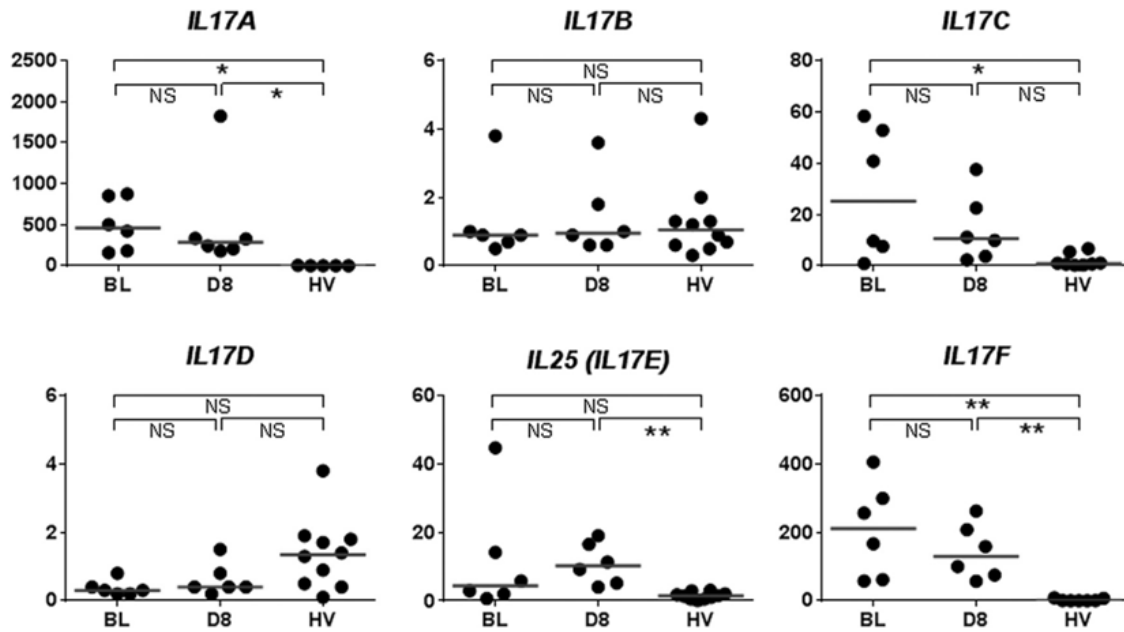 IL17A
2500
2000
1500
1000
500
0
*
NS
*
BL D8 HV
IL17B
6
4
2
0
NS
NS
NS
BL D8 HV
IL17C
80
60
40
20
0
*
NS
NS
BL D8 HV
IL17D
6
4
2
0
NS
NS
NS
BL D8 HV
IL25 (IL17E)
60
40
20
0
NS
NS
**
BL D8 HV
IL17F
600
400
200
0
**
NS
**
BL D8 HV